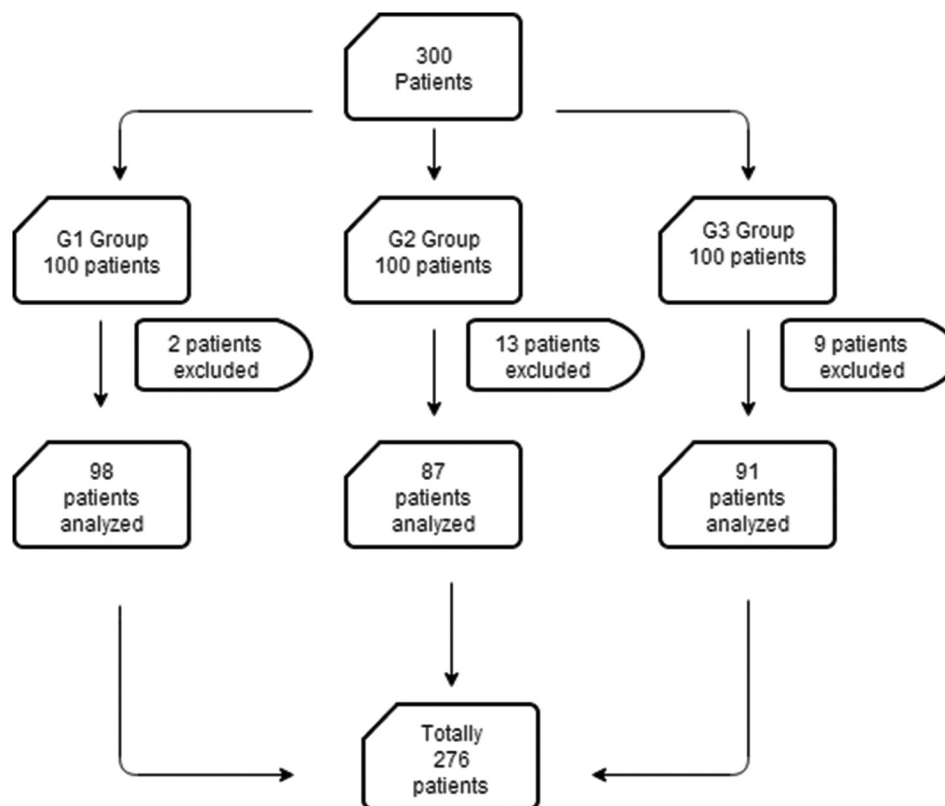 300
Patients
G1 Group
100 patients
G2 Group
100 patients
G3 Group
100 patients
2 patients
excluded
13 patients
excluded
9 patients
excluded
98
patients
analyzed
87
patients
analyzed
91
patients
analyzed
Totally
276
patients